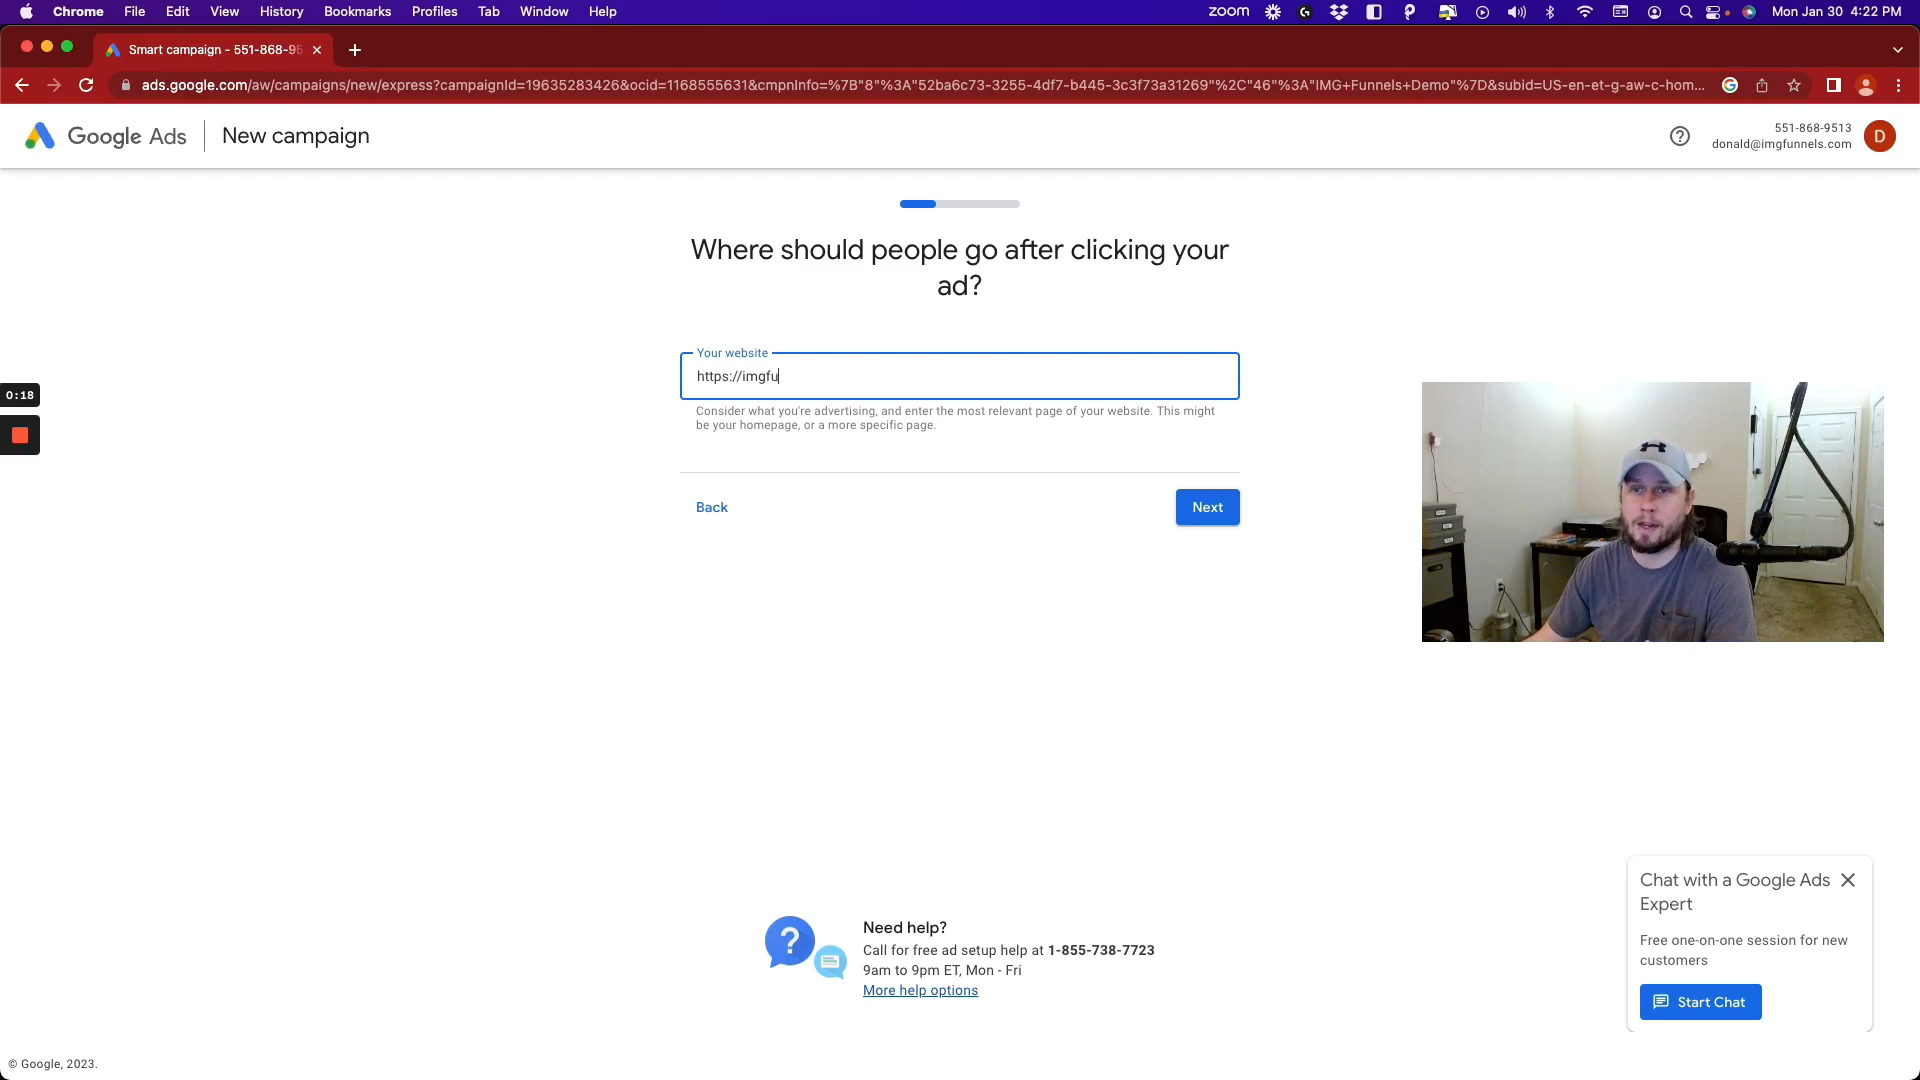 Chrome File Edit View History Bookmarks Profiles Tab Window Help zoom Mon Jan 30 4:22 PM
Smart campaign - 551-868-95
ads.google.com/aw/campaigns/new/express?campaignId=19635283426&ocid=1168555631&cmpnInfo=%7B"8"%3A"52ba6c73-3255-4df7-b445-3c3f73a31269"%2C"46"%3A"IMG+Funnels+Demo"%7D&subid=US-en-et-g-aw-c-hom...
Google Ads New campaign
551-868-9513
donald@imgfunnels.com
D
Where should people go after clicking your
ad?
Your website
https://imgfu
Consider what you're advertising, and enter the most relevant page of your website. This might
be your homepage, or a more specific page.
0:18
Back Next
Need help?
Call for free ad setup help at 1-855-738-7723
9am to 9pm ET, Mon - Fri
More help options
Chat with a Google Ads
Expert
Free one-on-one session for new
customers
Start Chat
© Google, 2023.